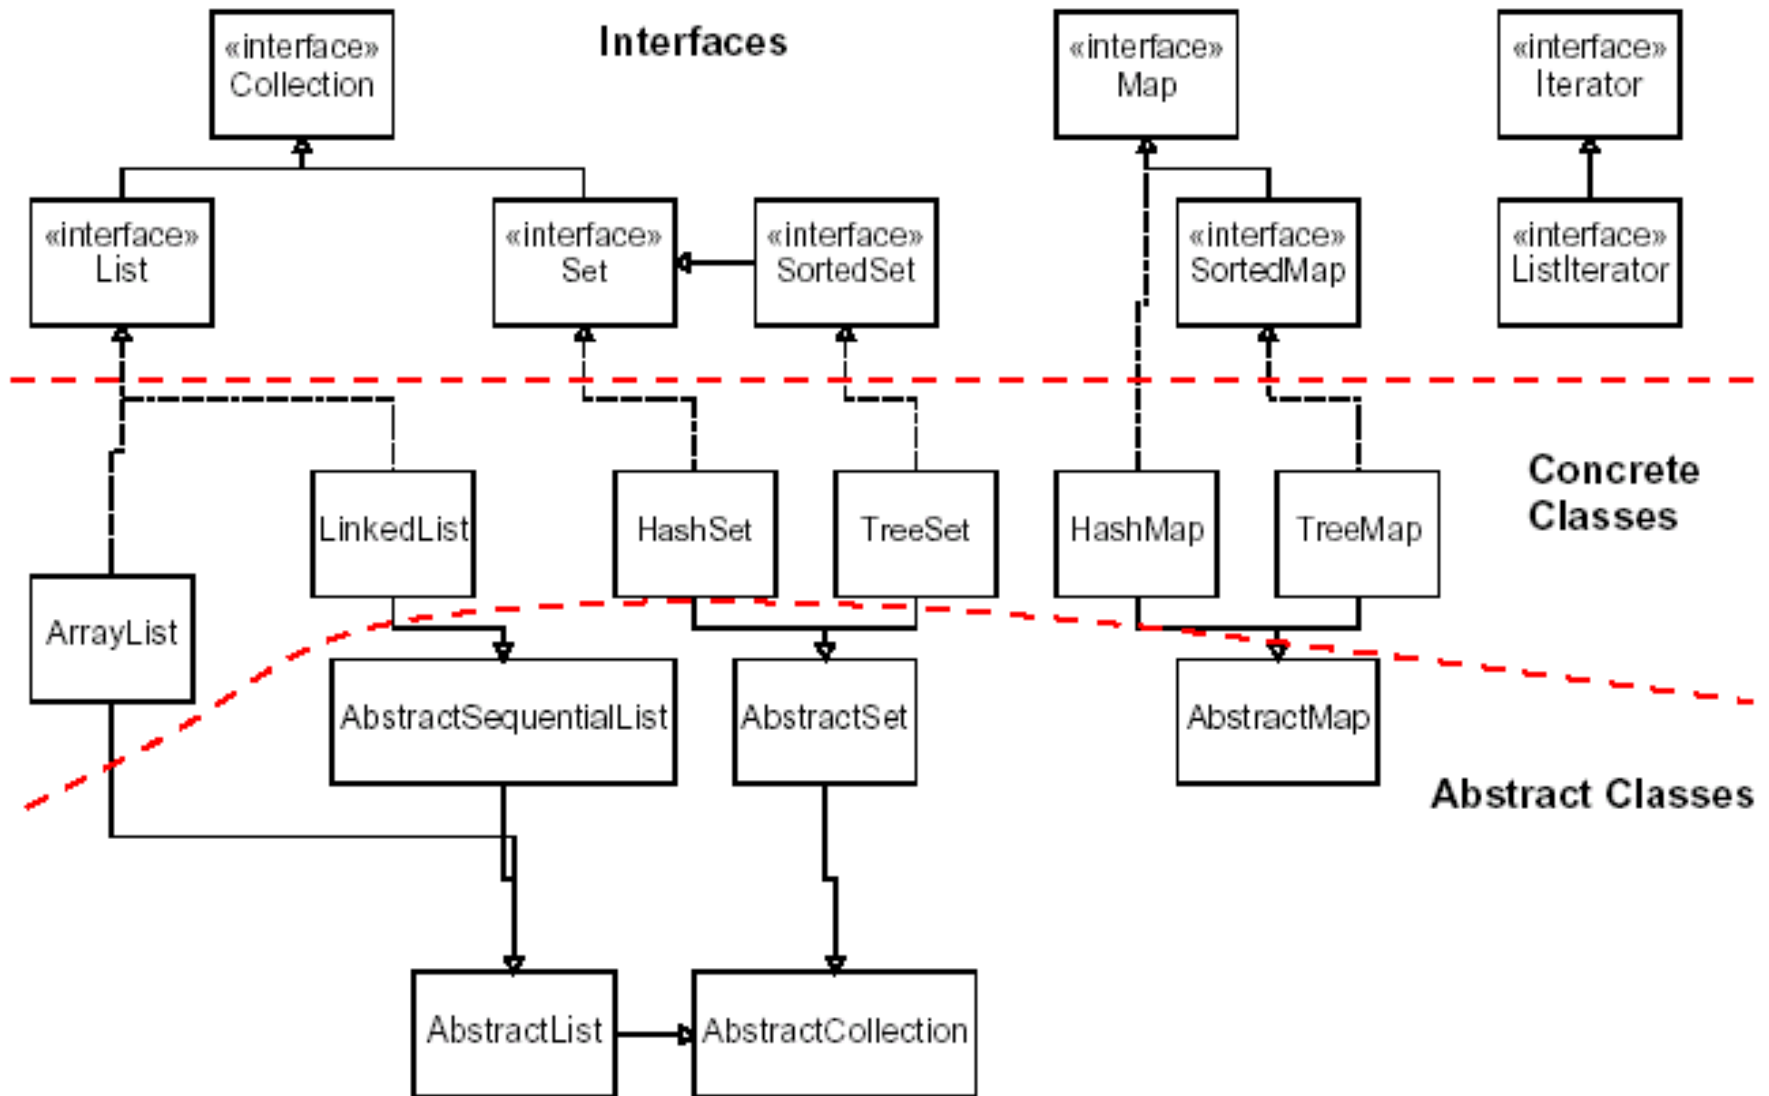 «interface»
Collection
Interfaces
«interface»
Map
«interface»
Iterator
«interface»
List
«interface»
Set
«interface»
SortedSet
«interface»
SortedMap
«interface»
ListIterator
Concrete
Classes
LinkedList
HashSet
TreeSet
HashMap
TreeMap
ArrayList
AbstractSequentialList
AbstractSet
AbstractMap
Abstract Classes
AbstractList
AbstractCollection